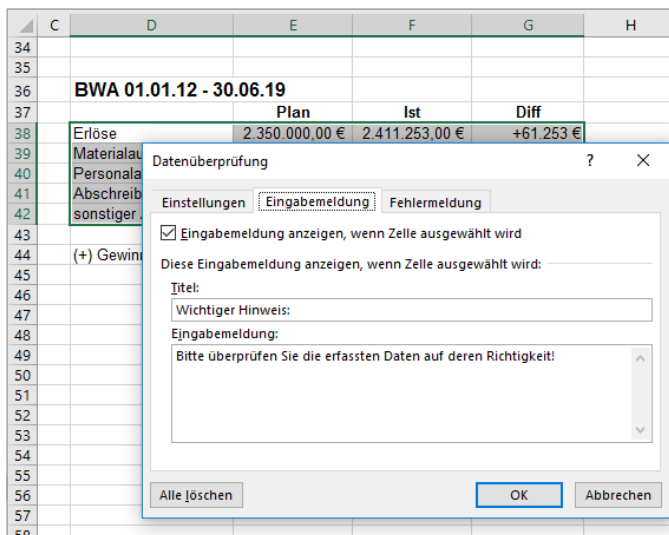 C D E F G H
34
35
36 BWA 01.01.12 - 30.06.19
37 Plan Ist Diff
38 Erlöse 2.350.000,00 € 2.411.253,00 € +61.253 €
39 Materialau
40 Personala
41 Abschreib
42 sonstiger
43
44 (+) Gewin
45
46
47
48
49
50
51
52
53
54
55
56
57
58
Datenüberprüfung ? ×
Einstellungen Eingabemeldung Fehlermeldung
Eingabemeldung anzeigen, wenn Zelle ausgewählt wird
Diese Eingabemeldung anzeigen, wenn Zelle ausgewählt wird:
Titel:
Wichtiger Hinweis:
Eingabemeldung:
Bitte überprüfen Sie die erfassten Daten auf deren Richtigkeit!
Alle löschen OK Abbrechen